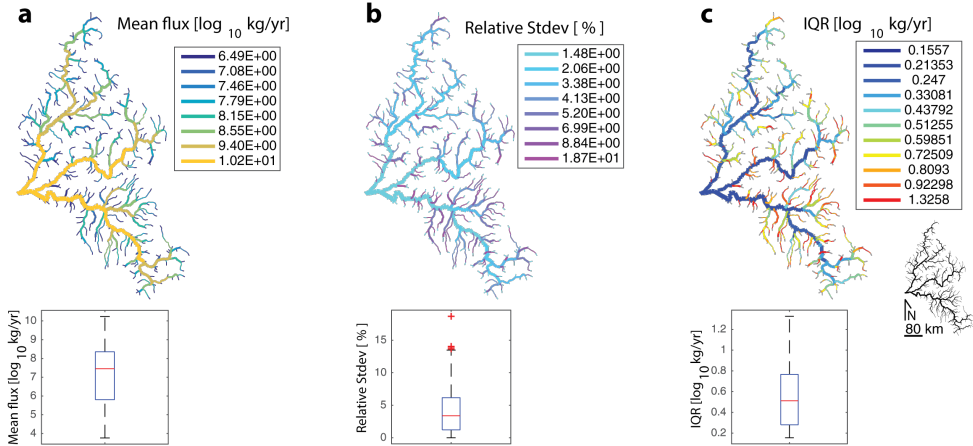 a Mean flux [log 10 kg/yr]
6.49E+00
7.08E+00
7.46E+00
7.79E+00
8.15E+00
8.55E+00
9.40E+00
1.02E+01
b Relative Stdev [ % ]
1.48E+00
2.06E+00
3.38E+00
4.13E+00
5.20E+00
6.99E+00
8.84E+00
1.87E+01
c IQR [log 10 kg/yr]
0.1557
0.21353
0.247
0.33081
0.43792
0.51255
0.59851
0.72509
0.8093
0.92298
1.3258
N
80 km
Mean flux [log 10 kg/yr]
10
9
8
7
6
5
4
Relative Stdev [ % ]
15
10
5
0
IQR [log 10 kg/yr]
1.2
1
0.8
0.6
0.4
0.2